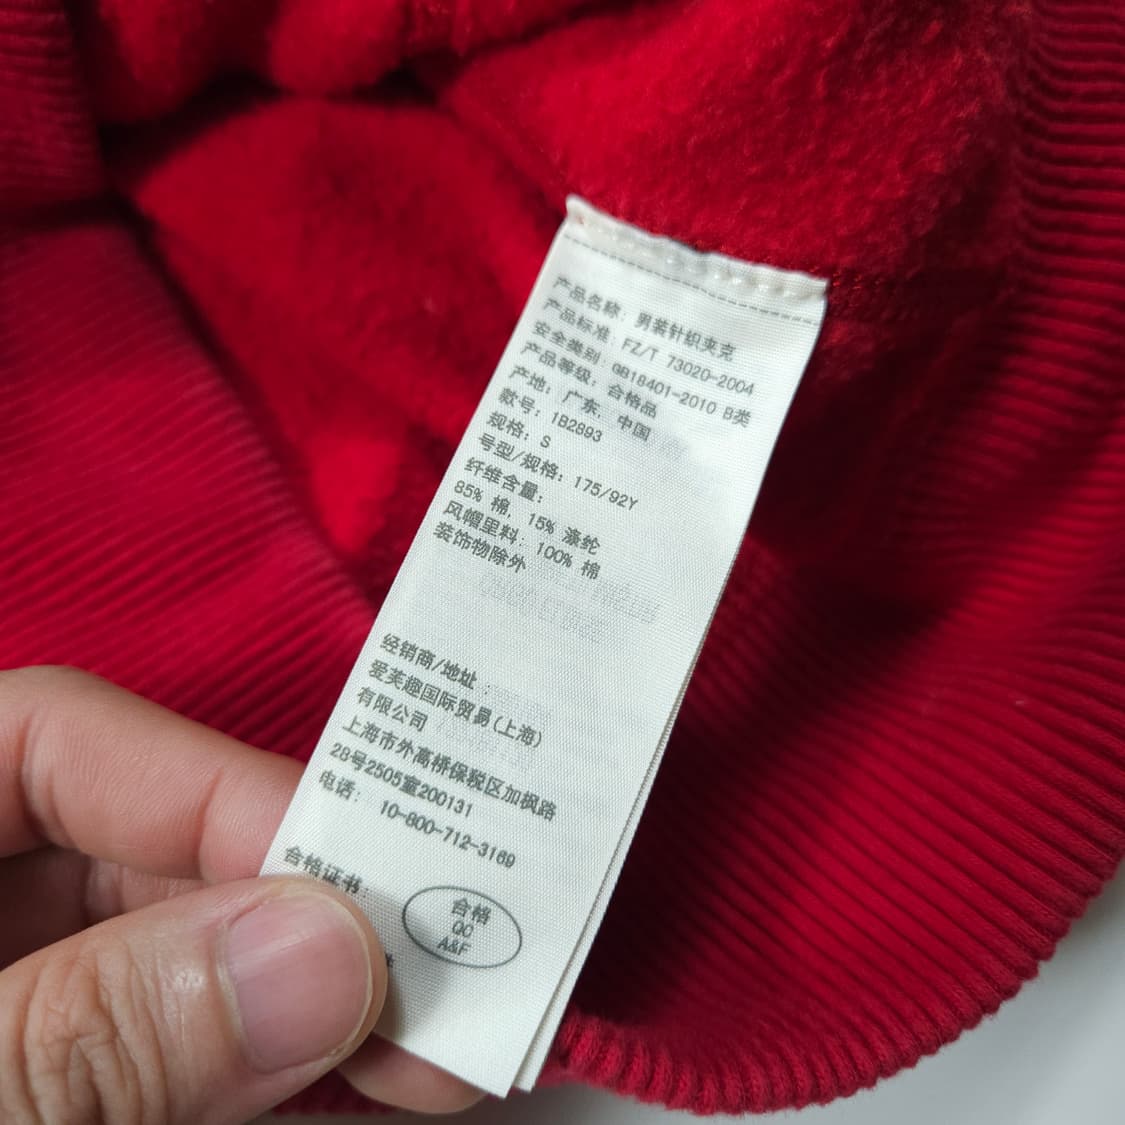 产品名称: 男装针织夹克
产品标准: FZ/T 73020-2004
安全类别: GB18401-2010 B类
产品等级: 合格品
产地: 广东, 中国
款号: 1B2893
规格: S
号型/规格: 175/92Y
纤维含量:
85% 棉, 15% 涤纶
风帽里料: 100% 棉
装饰物除外
经销商/地址:
爱芙趣国际贸易(上海)
有限公司
上海市外高桥保税区加枫路
28号2505室200131
电话: 10-800-712-3169
合格证书:
合格
QC
A&F